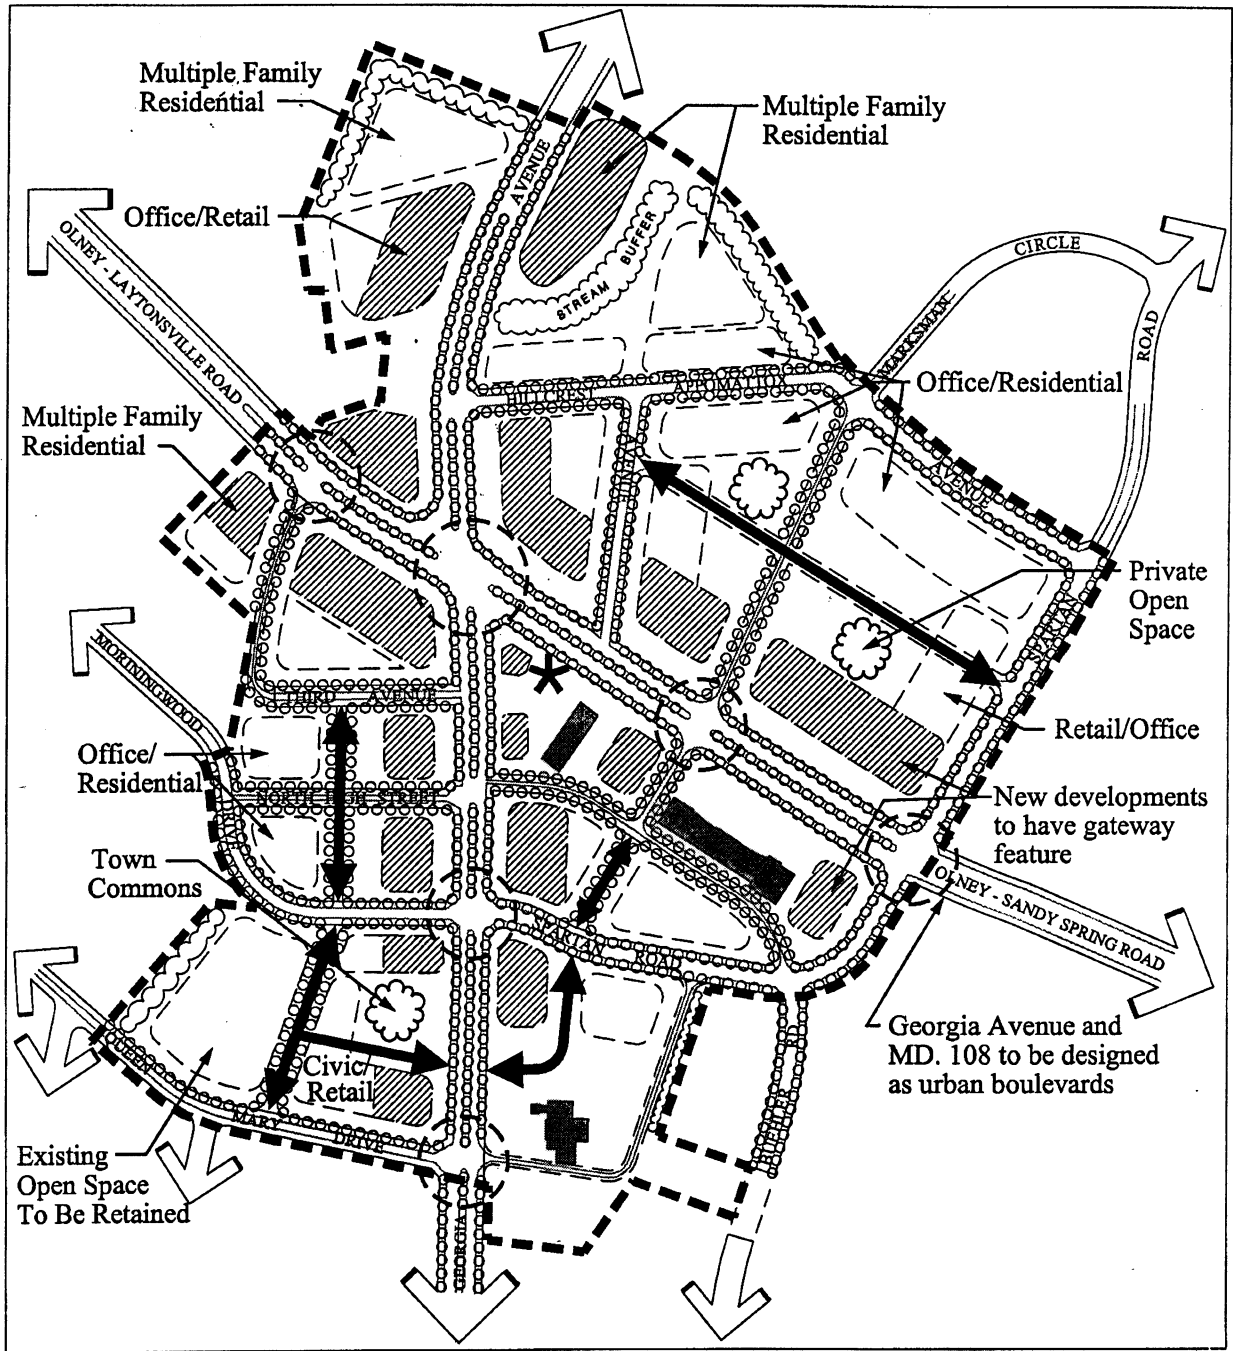 Multiple Family
Residential
Multiple Family
Residential
AVENUE
Office/Retail
STREAM BUFFER
CIRCLE
OLNEY - LAYTONSVILLE ROAD
MARKSMAN
ROAD
Multiple Family
Residential
HILLCREST
APPOMATTOX
Office/Residential
AVENUE
Private
Open
Space
SPARTAN
MORININGWOOD
THIRD AVENUE
Retail/Office
Office/
Residential
NORTH HIGH STREET
New developments
to have gateway
feature
Town
Commons
OLNEY - SANDY SPRING ROAD
SPARTAN ROAD
Georgia Avenue and
MD. 108 to be designed
as urban boulevards
Civic/
Retail
QUEEN MARY DRIVE
Existing
Open Space
To Be Retained
GEORGIA
RD